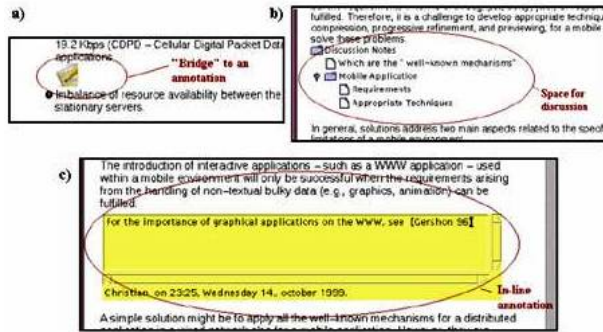 a)
19.2 Kbps (CDPD – Cellular Digital Packet Dat
applications
"Bridge" to an
annotation
Imbalance of resource availability between the
stationary servers.
b)
fulfilled. Therefore, it is a challenge to develop appropriate technique
compression, progressive refinement, and previewing, for a mobile
solve these problems.
Discussion Notes
Which are the "well-known mechanisms"
Mobile Application
Requirements
Appropriate Techniques
Space for
discussion
In general, solutions address two main aspects related to the specif
limitations of a mobile environment
c)
The introduction of interactive applications – such as a WWW application – used
within a mobile environment will only be successful when the requirements arising
from the handling of non-textual bulky data (e.g., graphics, animation) can be
fulfilled.
For the importance of graphical applications on the WWW, see [Gershon 96]
In-line
annotation
Christian, on 23:25, Wednesday 14., october 1999.
A simple solution might be to apply all the well-known mechanisms for a distributed